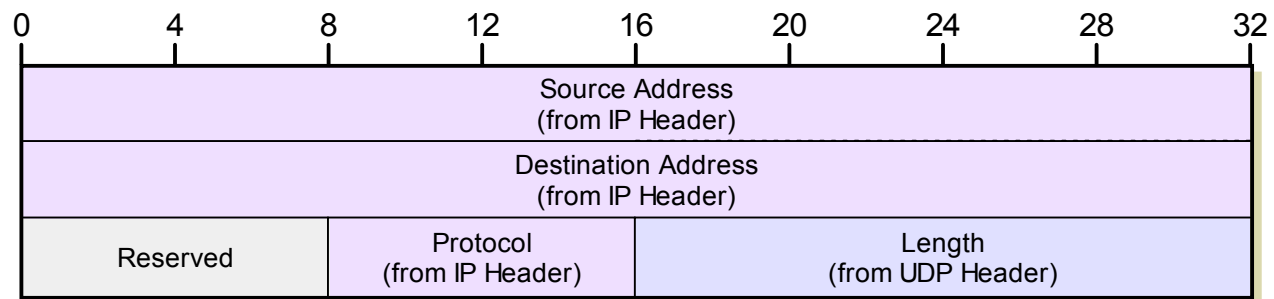 0 4 8 12 16 20 24 28 32
Source Address
(from IP Header)
Destination Address
(from IP Header)
Reserved
Protocol
(from IP Header)
Length
(from UDP Header)